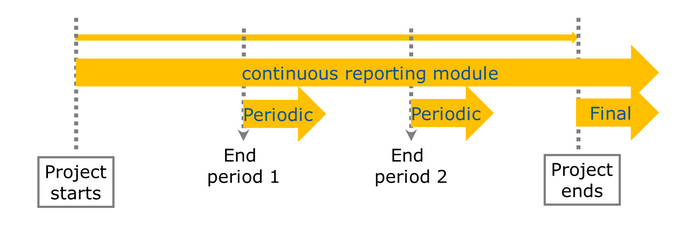 continuous reporting module
Periodic
Periodic
Final
End
period 1
End
period 2
Project
starts
Project
ends